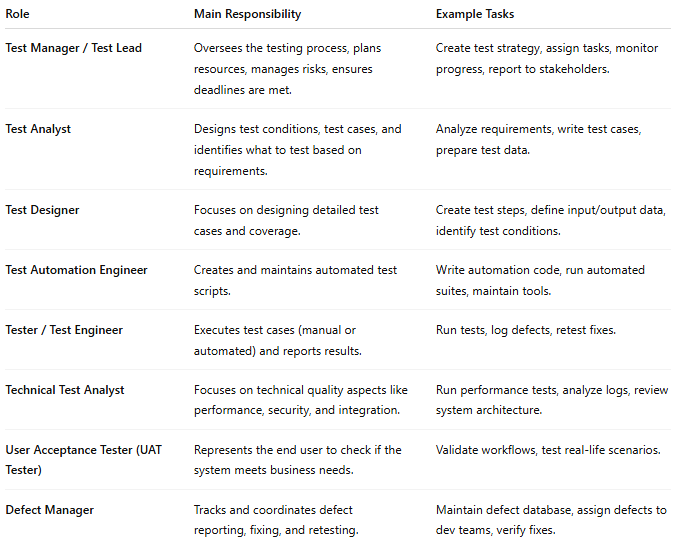 Role Main Responsibility Example Tasks
Test Manager / Test Lead Oversees the testing process, plans Create test strategy, assign tasks, monitor
resources, manages risks, ensures progress, report to stakeholders.
deadlines are met.
Test Analyst Designs test conditions, test cases, and Analyze requirements, write test cases,
identifies what to test based on prepare test data.
requirements.
Test Designer Focuses on designing detailed test Create test steps, define input/output data,
cases and coverage. identify test conditions.
Test Automation Engineer Creates and maintains automated test Write automation code, run automated
scripts. suites, maintain tools.
Tester / Test Engineer Executes test cases (manual or Run tests, log defects, retest fixes.
automated) and reports results.
Technical Test Analyst Focuses on technical quality aspects like Run performance tests, analyze logs, review
performance, security, and integration. system architecture.
User Acceptance Tester (UAT Represents the end user to check if the Validate workflows, test real-life scenarios.
Tester) system meets business needs.
Defect Manager Tracks and coordinates defect Maintain defect database, assign defects to
reporting, fixing, and retesting. dev teams, verify fixes.